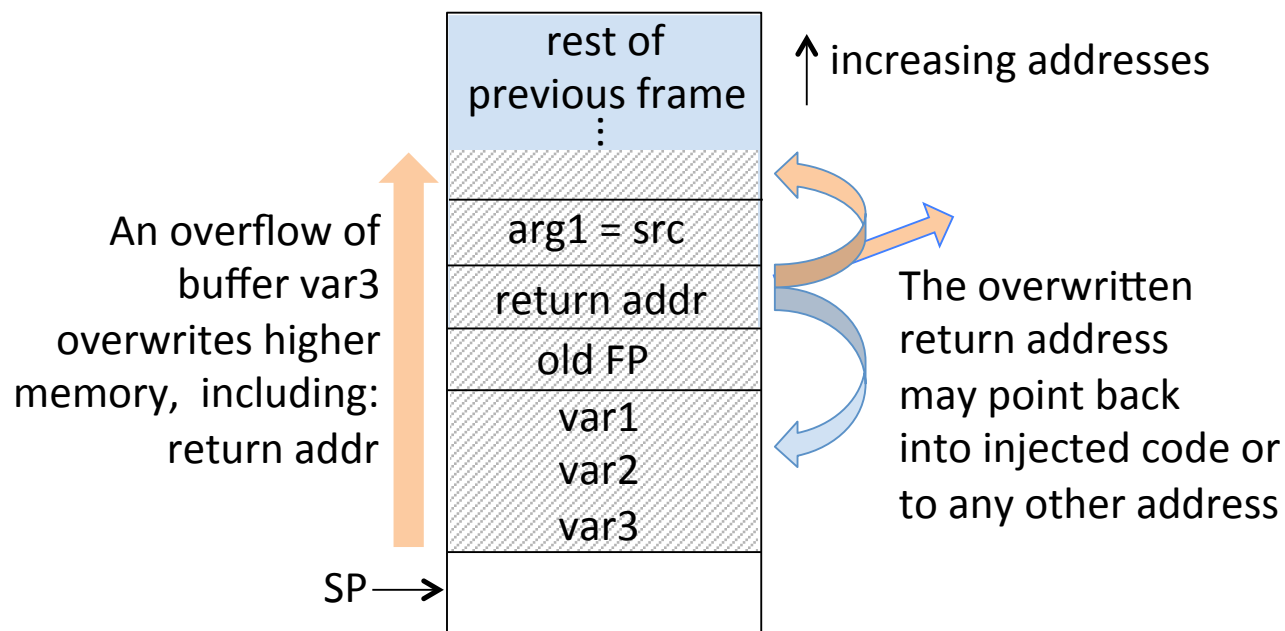 rest of
previous frame
⋮
increasing addresses
An overflow of
buffer var3
overwrites higher
memory,  including:
return addr
arg1 = src
return addr
old FP
var1
var2
var3
SP
The overwritten
return address
may point back
into injected code or
to any other address